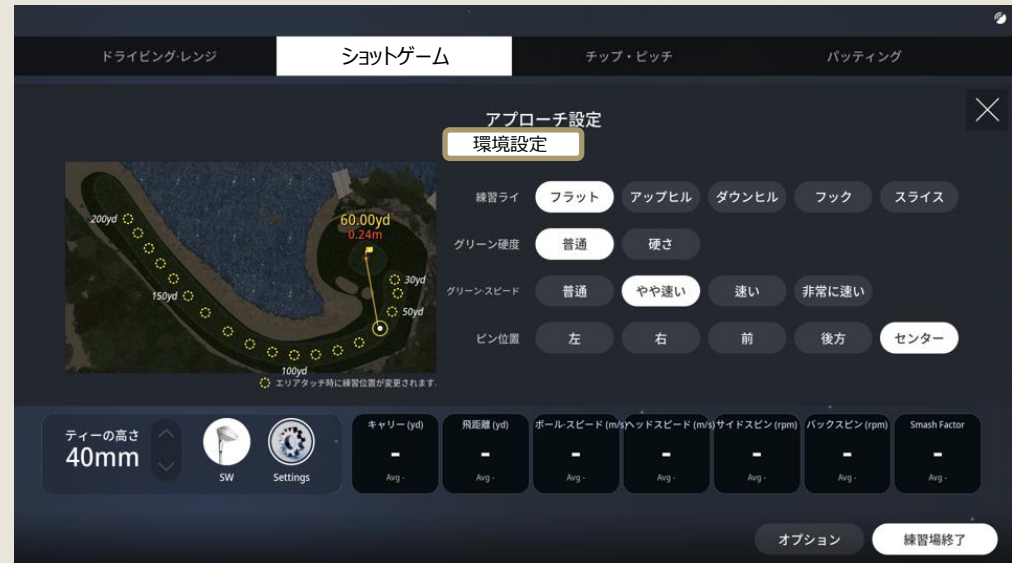 ドライビング·レンジ ショットゲーム チップ・ピッチ パッティング
アプローチ設定
環境設定
200yd
150yd
100yd
60.00yd
0.24m
30yd
50yd
エリアタッチ時に練習位置が変更されます.
練習ライ フラット アップヒル ダウンヒル フック スライス
グリーン硬度 普通 硬さ
グリーン·スピード 普通 やや速い 速い 非常に速い
ピン位置 左 右 前 後方 センター
ティーの高さ
40mm
SW
Settings
キャリー (yd)
-
Avg -
飛距離 (yd)
-
Avg -
ボール·スピード (m/s)
-
Avg -
ヘッドスピード (m/s)
-
Avg -
サイドスピン (rpm)
-
Avg -
バックスピン (rpm)
-
Avg -
Smash Factor
-
Avg -
オプション 練習場終了